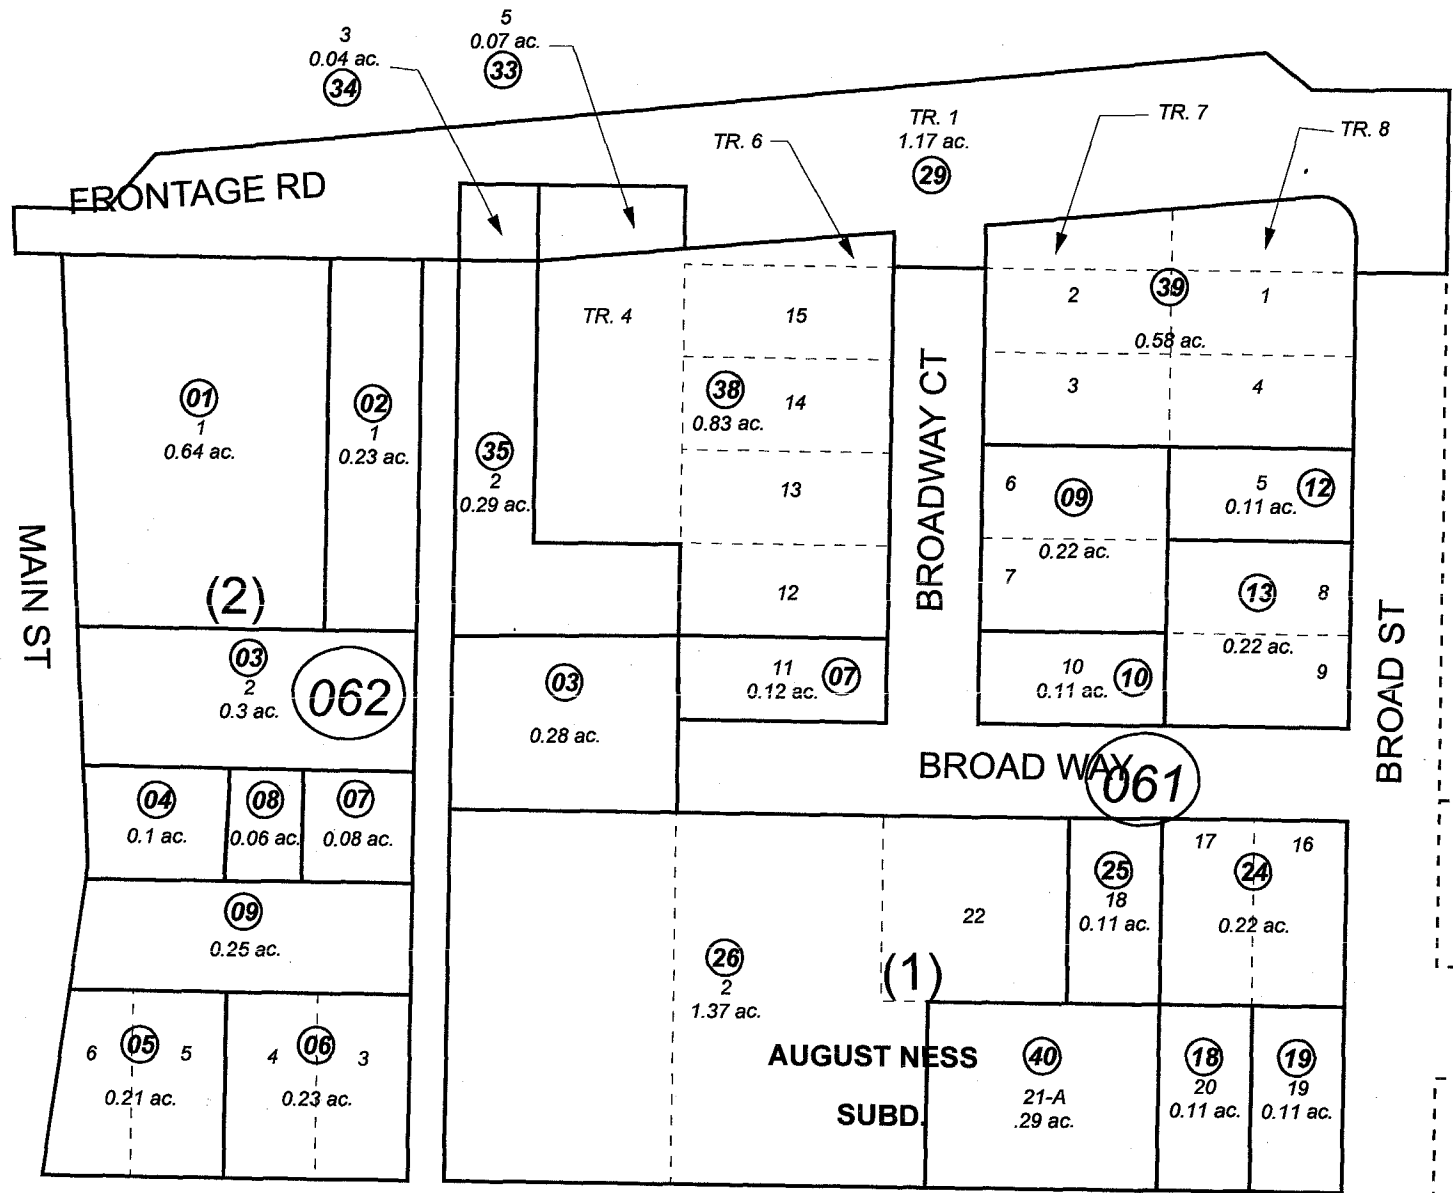 3
0.04 ac.
34
5
0.07 ac.
33
TR. 6
TR. 1
1.17 ac.
29
TR. 7
TR. 8
FRONTAGE RD
01
1
0.64 ac.
02
1
0.23 ac.
TR. 4
35
2
0.29 ac.
15
38
0.83 ac.
14
13
12
BROADWAY CT
2
39
1
0.58 ac.
3
4
6
09
0.22 ac.
7
5
0.11 ac.
12
13
8
0.22 ac.
9
MAIN ST
(2)
03
2
0.3 ac.
062
03
0.28 ac.
11
0.12 ac.
07
10
0.11 ac.
10
BROAD ST
BROAD WAY
061
04
0.1 ac.
08
0.06 ac.
07
0.08 ac.
09
0.25 ac.
6
05
5
0.21 ac.
4
06
3
0.23 ac.
26
2
1.37 ac.
22
(1)
25
18
0.11 ac.
17
16
24
0.22 ac.
AUGUST NESS
SUBD.
40
21-A
.29 ac.
18
20
0.11 ac.
19
19
0.11 ac.